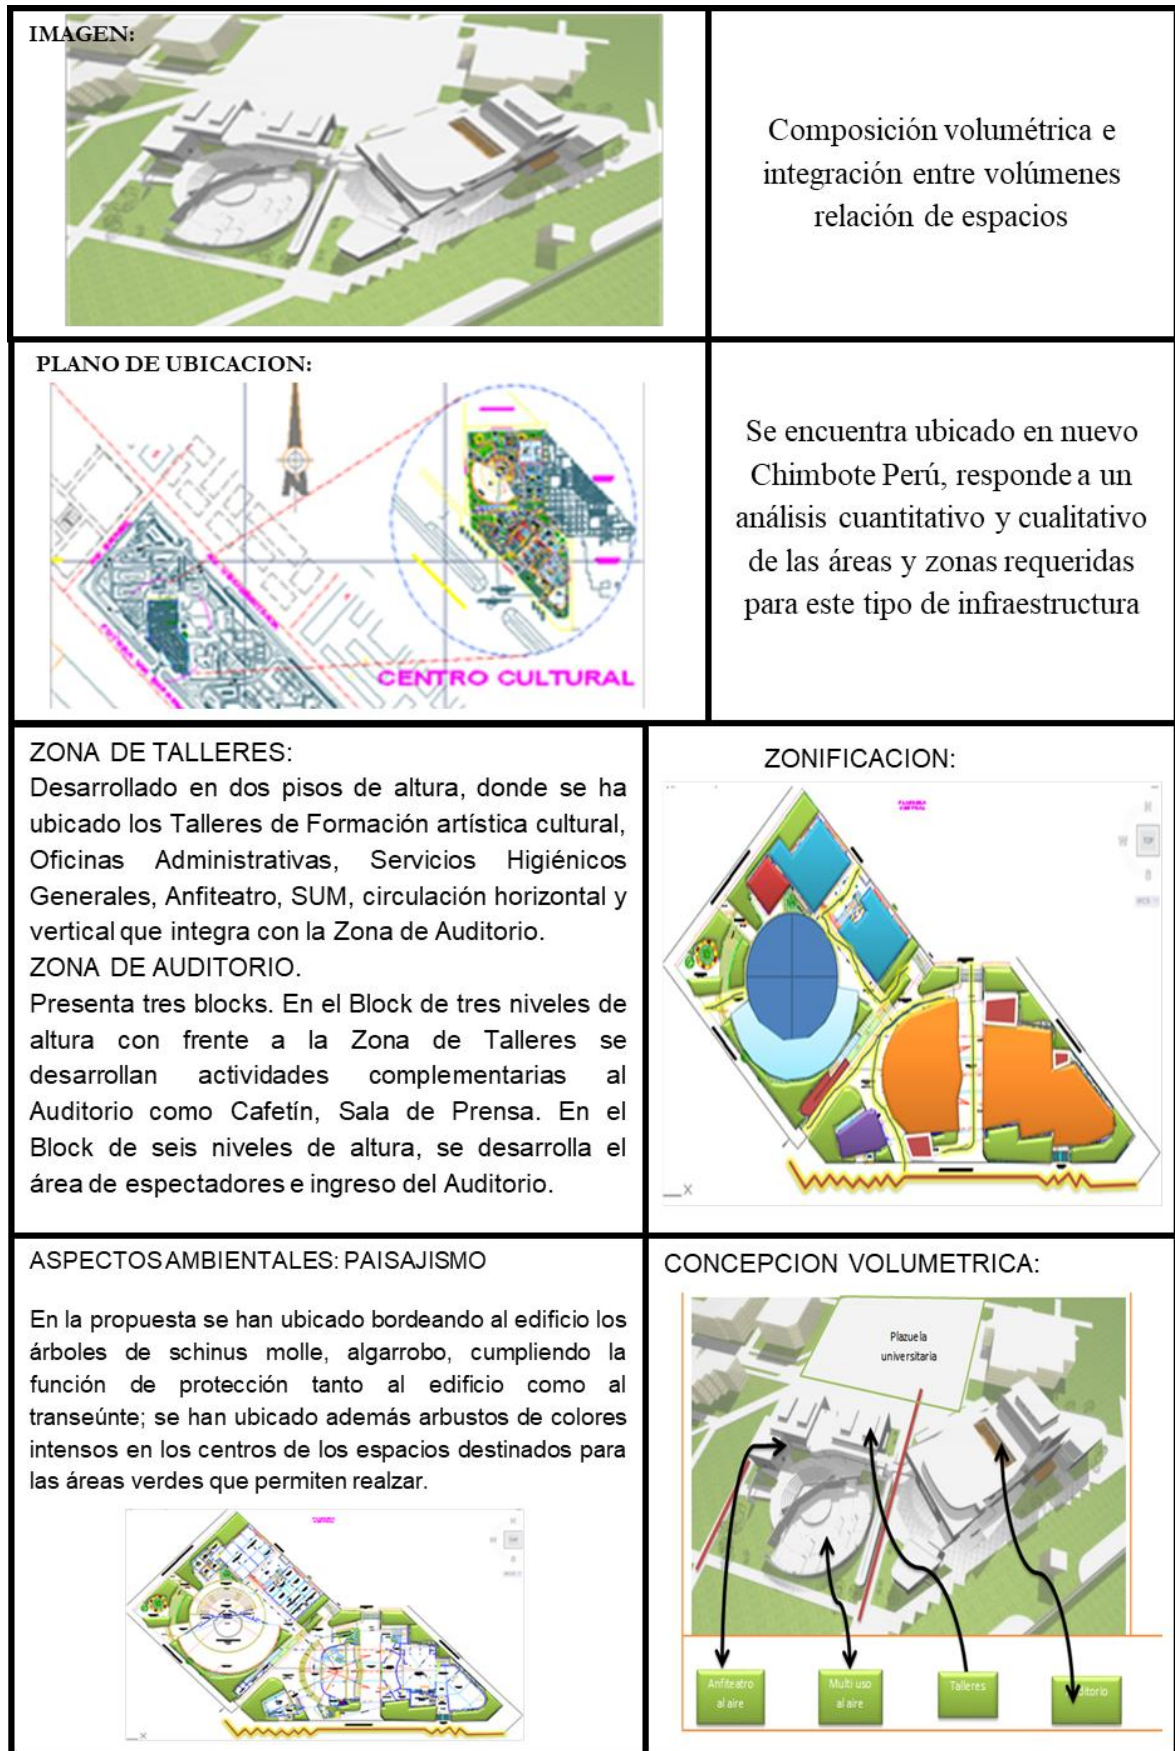 IMAGEN:
Composición volumétrica e
integración entre volúmenes
relación de espacios
PLANO DE UBICACION:
CENTRO CULTURAL
Se encuentra ubicado en nuevo
Chimbote Perú, responde a un
análisis cuantitativo y cualitativo
de las áreas y zonas requeridas
para este tipo de infraestructura
ZONA DE TALLERES:
Desarrollado en dos pisos de altura, donde se ha
ubicado los Talleres de Formación artística cultural,
Oficinas Administrativas, Servicios Higiénicos
Generales, Anfiteatro, SUM, circulación horizontal y
vertical que integra con la Zona de Auditorio.
ZONA DE AUDITORIO.
Presenta tres blocks. En el Block de tres niveles de
altura con frente a la Zona de Talleres se
desarrollan actividades complementarias al
Auditorio como Cafetín, Sala de Prensa. En el
Block de seis niveles de altura, se desarrolla el
área de espectadores e ingreso del Auditorio.
ZONIFICACION:
TOP
X
ASPECTOS AMBIENTALES: PAISAJISMO
En la propuesta se han ubicado bordeando al edificio los
árboles de schinus molle, algarrobo, cumpliendo la
función de protección tanto al edificio como al
transeúnte; se han ubicado además arbustos de colores
intensos en los centros de los espacios destinados para
las áreas verdes que permiten realzar.
CONCEPCION VOLUMETRICA:
Plazuela
universitaria
Anfiteatro
al aire
Multi uso
al aire
Talleres
ditorio